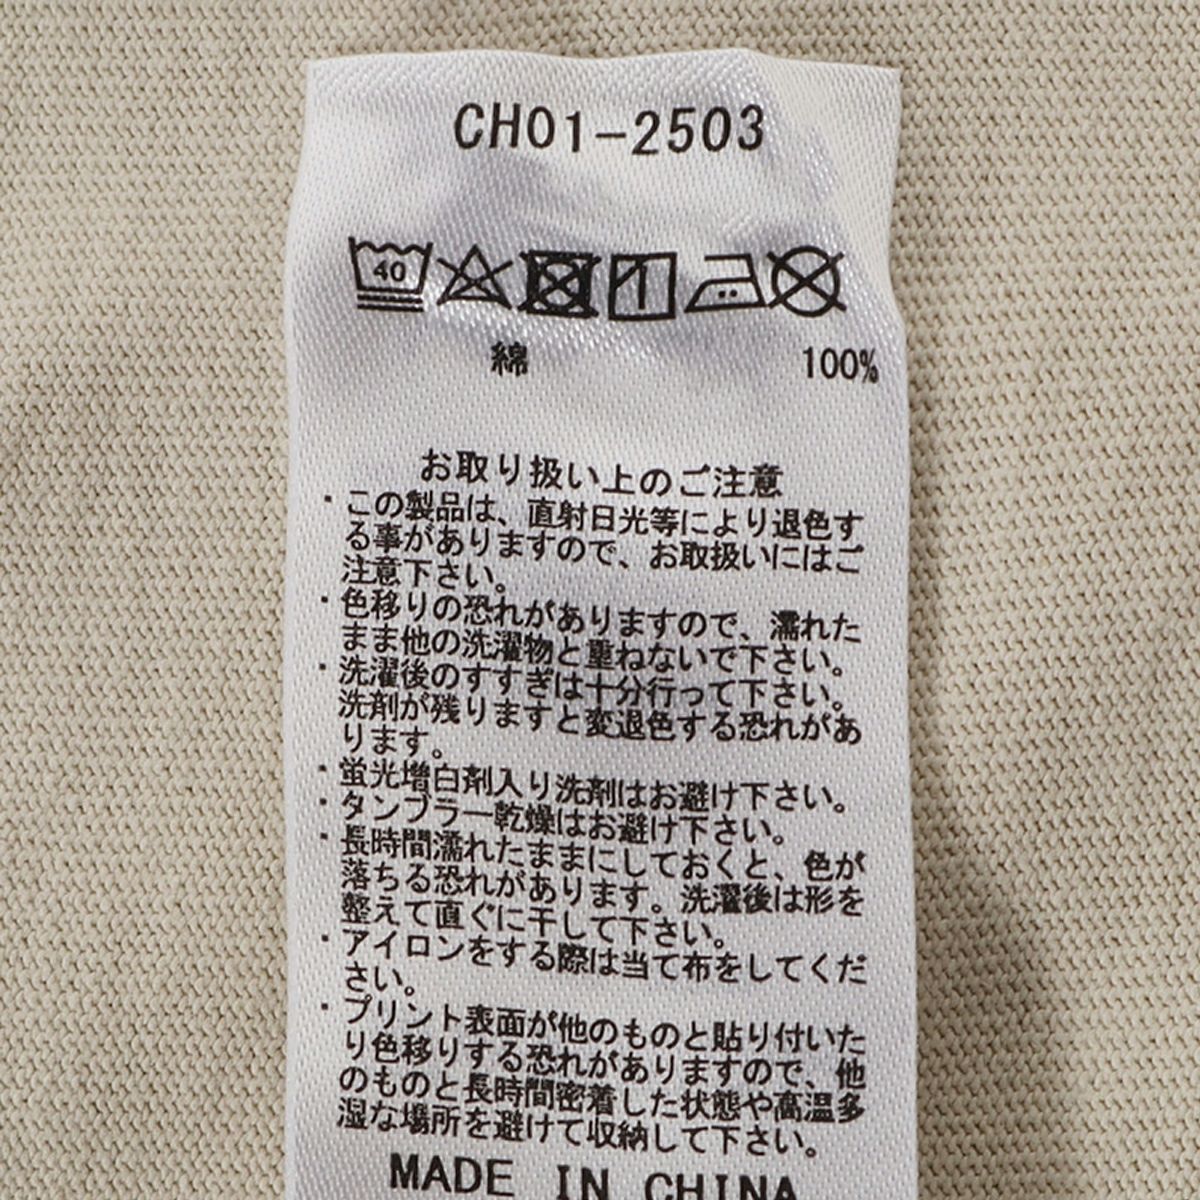 CH01-2503
40
綿 100%
お取り扱い上のご注意
・この製品は、直射日光等により退色す
る事がありますので、お取扱いにはご
注意下さい。
・色移りの恐れがありますので、濡れた
まま他の洗濯物と重ねないで下さい。
・洗濯後のすすぎは十分行って下さい。
洗剤が残りますと変退色する恐れがあ
ります。
・蛍光増白剤入り洗剤はお避け下さい。
・タンブラー乾燥はお避け下さい。
・長時間濡れたままにしておくと、色が
落ちる恐れがあります。洗濯後は形を
整えて直ぐに干して下さい。
・アイロンをする際は当て布をしてくだ
さい。
・プリント表面が他のものと貼り付いた
り色移りする恐れがありますので、他
のものと長時間密着した状態や高温多
湿な場所を避けて収納して下さい。
MADE IN CHINA